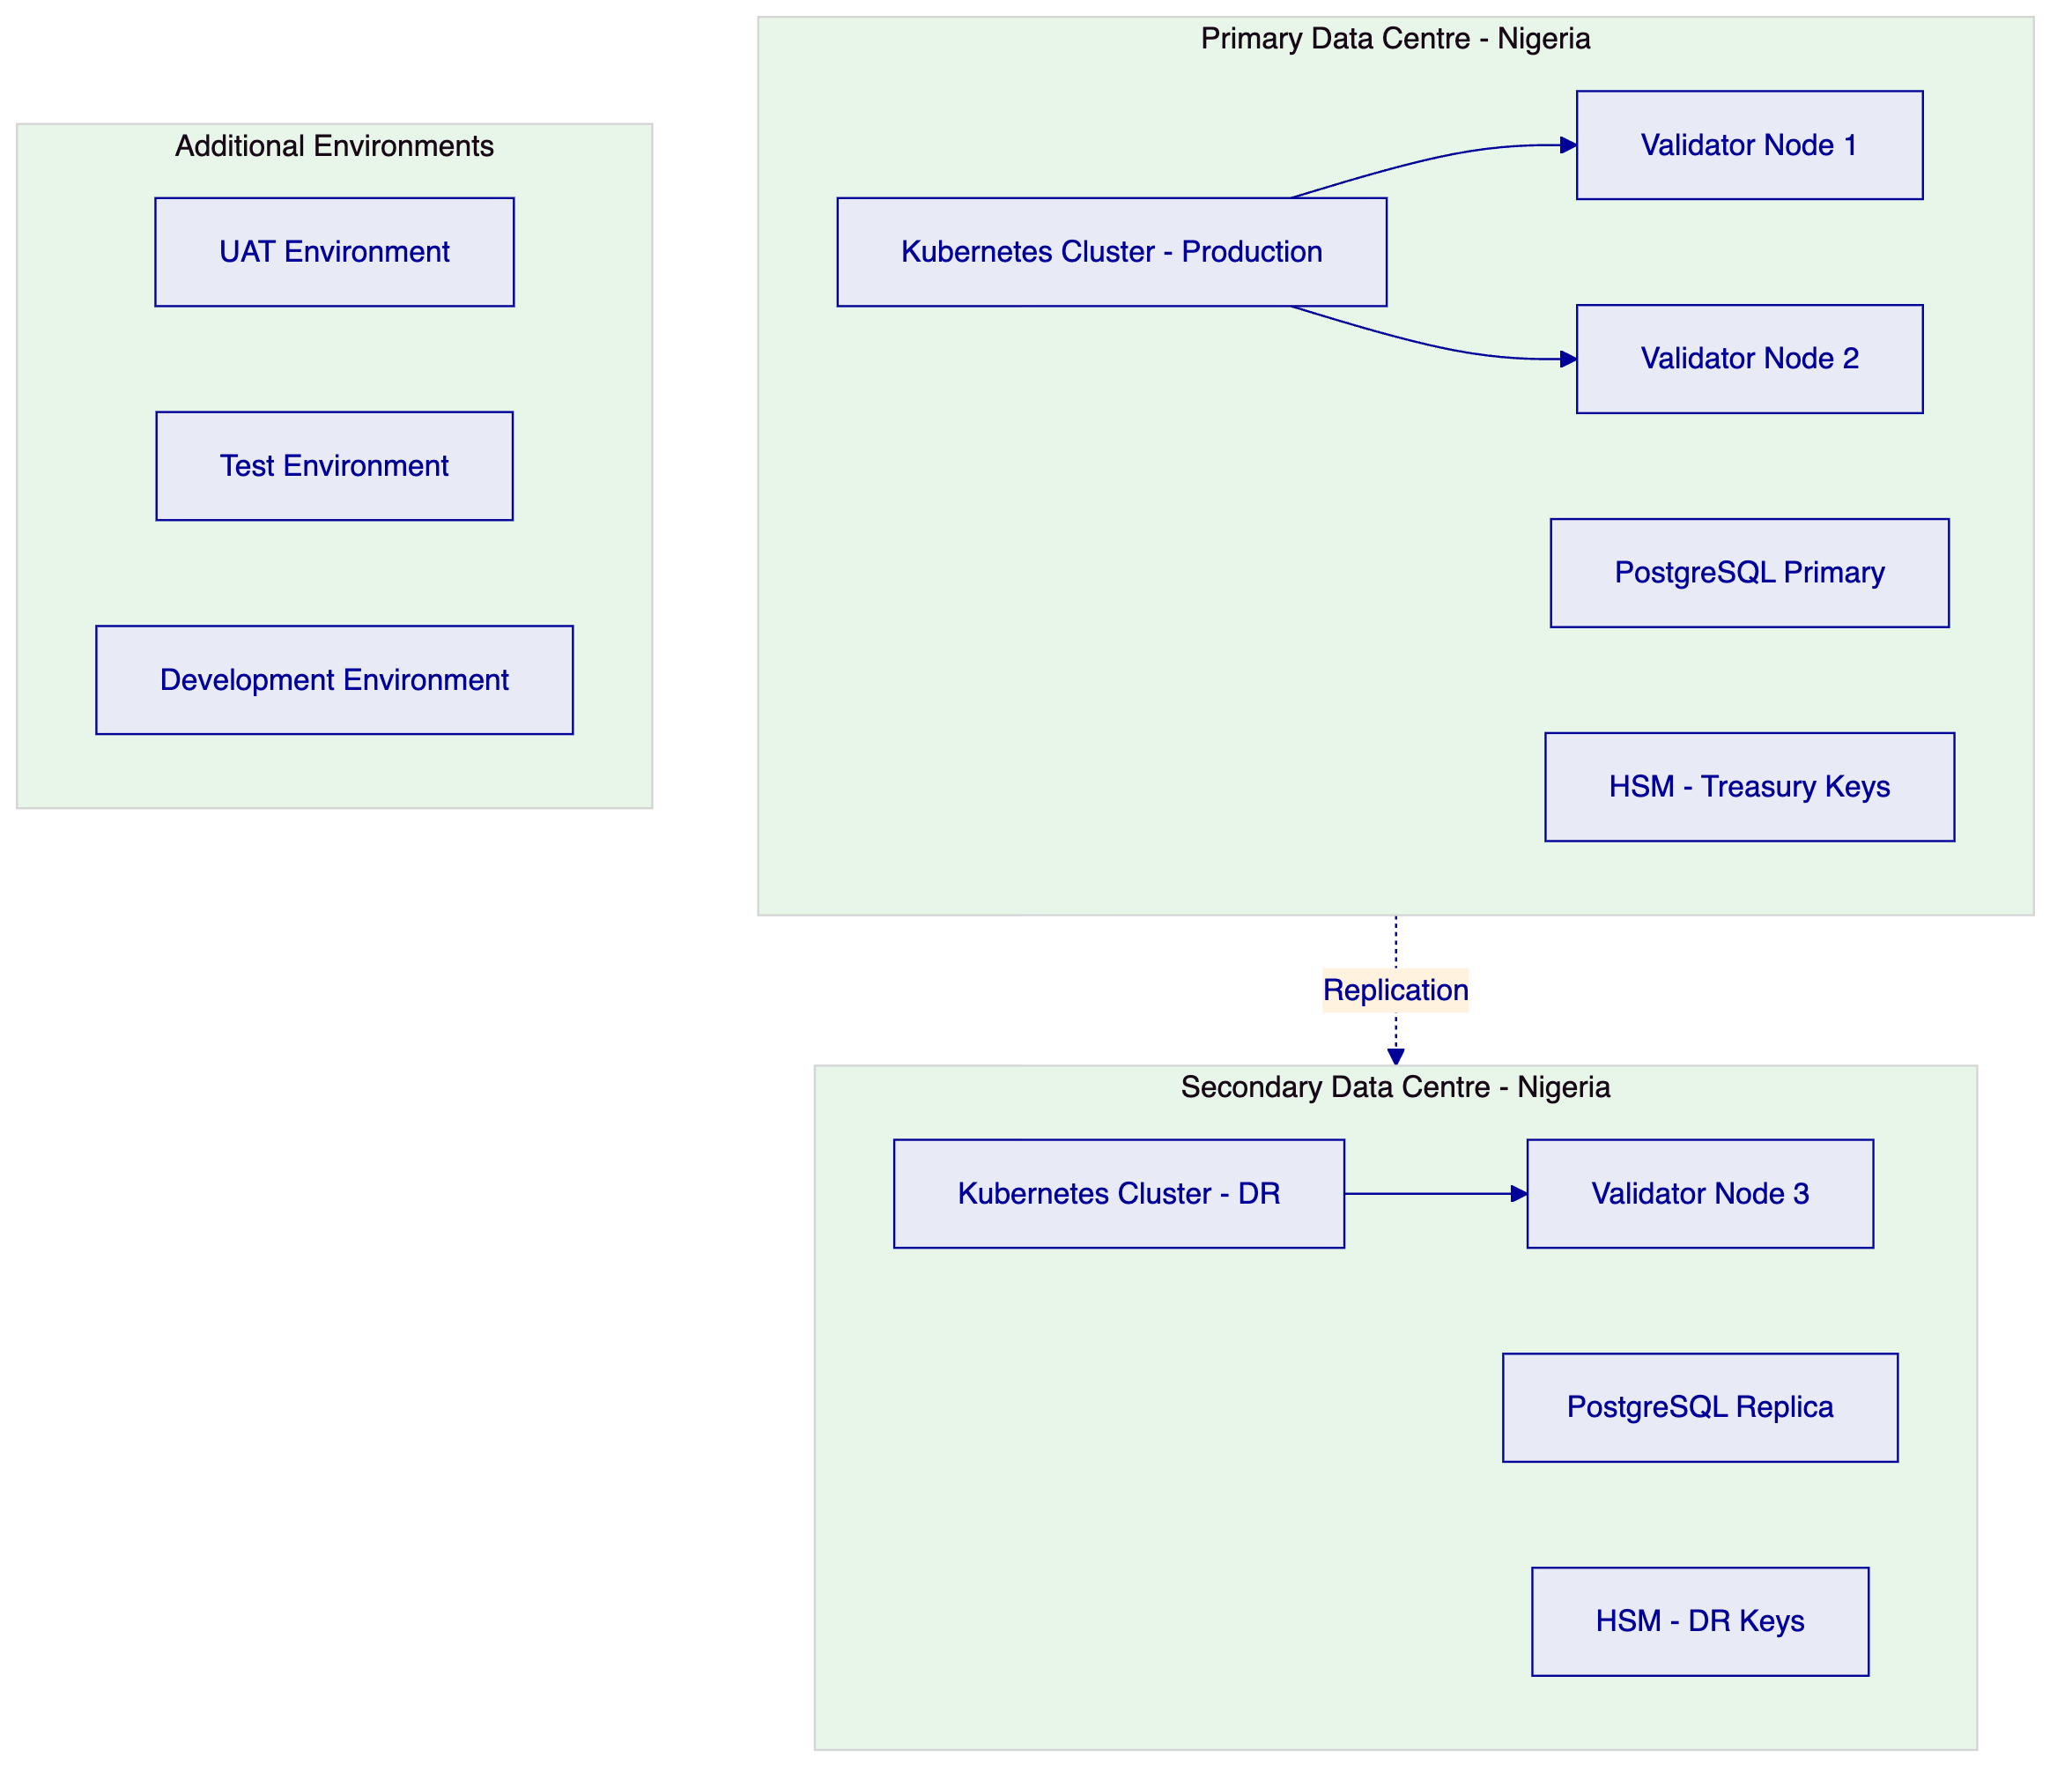 Additional Environments
UAT Environment
Test Environment
Development Environment
Primary Data Centre - Nigeria
Kubernetes Cluster - Production
Validator Node 1
Validator Node 2
PostgreSQL Primary
HSM - Treasury Keys
Replication
Secondary Data Centre - Nigeria
Kubernetes Cluster - DR
Validator Node 3
PostgreSQL Replica
HSM - DR Keys